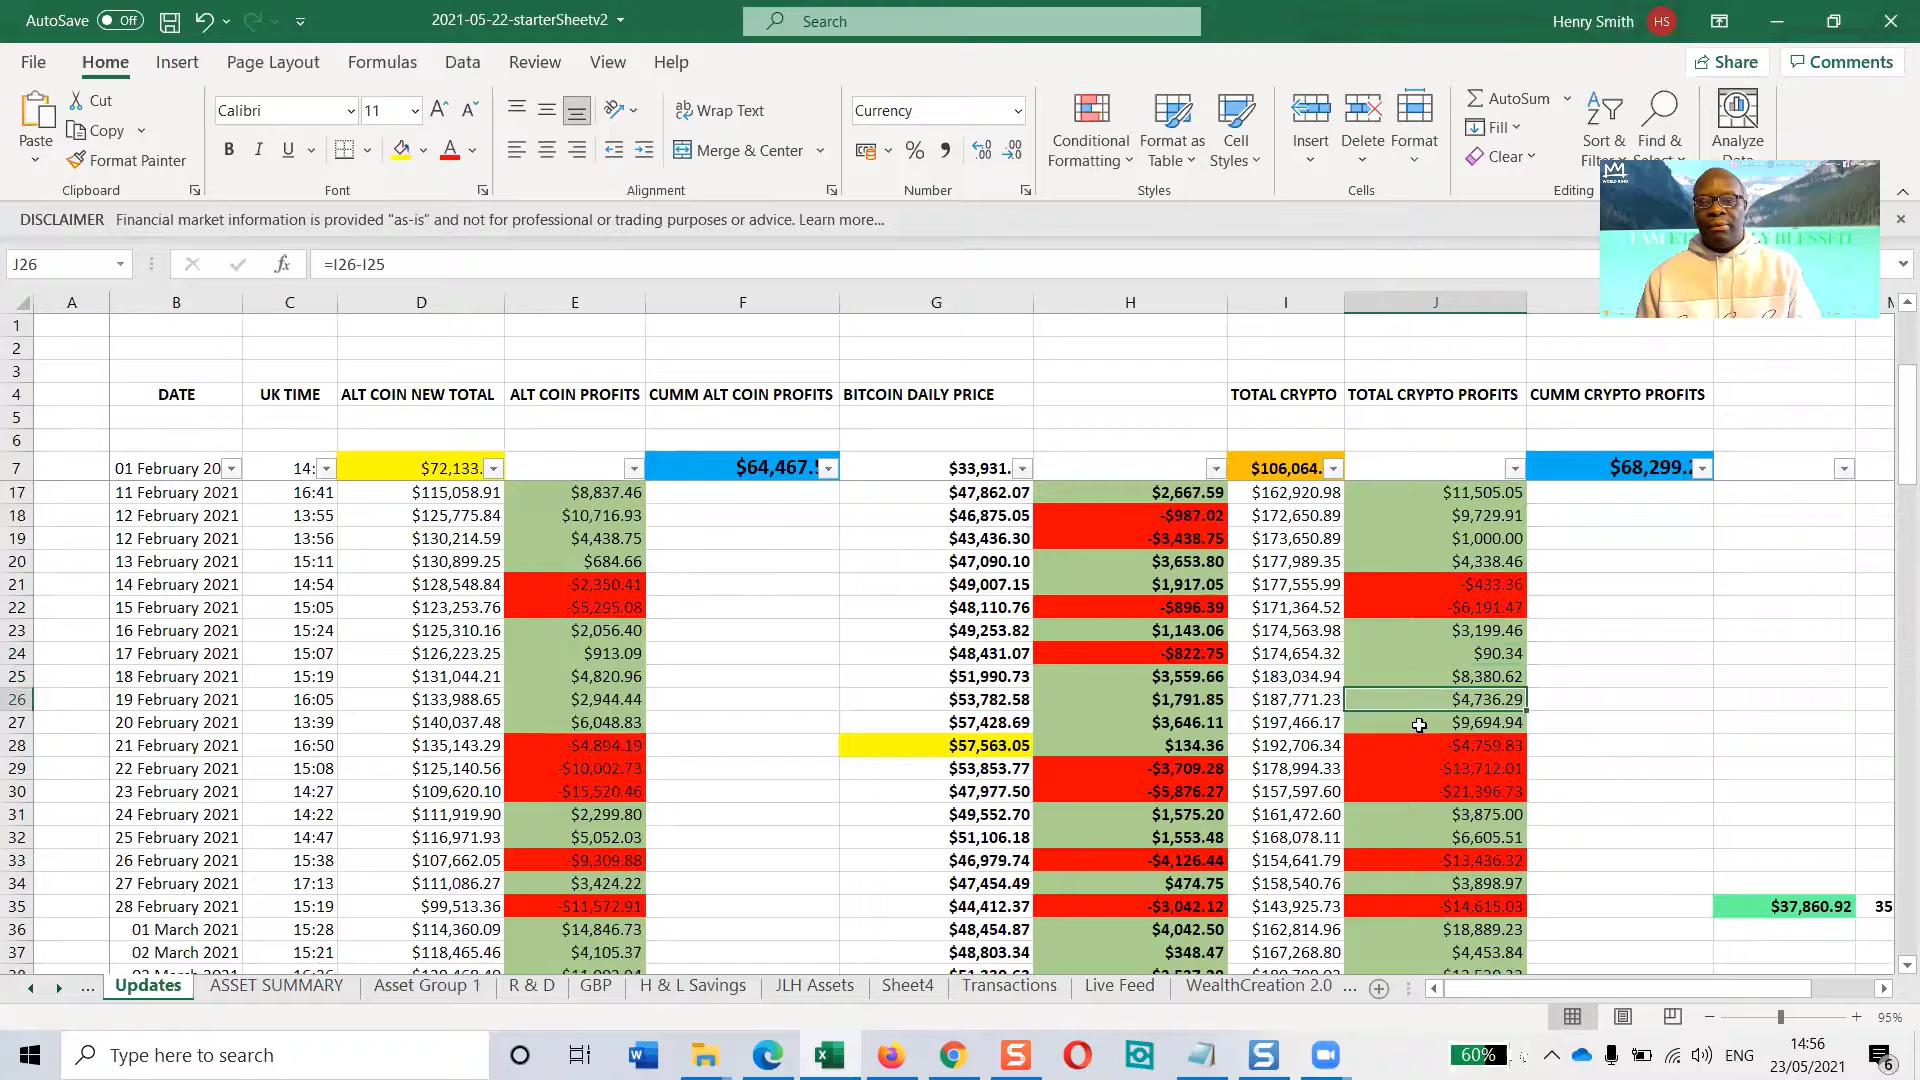 AutoSave Off 2021-05-22-starterSheetv2 Search Henry Smith HS
File Home Insert Page Layout Formulas Data Review View Help Share Comments
Paste Cut Copy Format Painter Clipboard
Calibri 11 B I U Font
Wrap Text Merge & Center Alignment
Currency % Number
Conditional Formatting Format as Table Cell Styles Styles
Insert Delete Format Cells
AutoSum Fill Clear Sort & Find & Editing
Analyze
WORLD KING
DISCLAIMER Financial market information is provided "as-is" and not for professional or trading purposes or advice. Learn more...
J26 fx =I26-I25
A B C D E F G H I J
1
2
3
4 DATE UK TIME ALT COIN NEW TOTAL ALT COIN PROFITS CUMM ALT COIN PROFITS BITCOIN DAILY PRICE TOTAL CRYPTO TOTAL CRYPTO PROFITS CUMM CRYPTO PROFITS
5
6
7 01 February 20 14: $72,133. $64,467. $33,931. $106,064. $68,299.
17 11 February 2021 16:41 $115,058.91 $8,837.46 $47,862.07 $2,667.59 $162,920.98 $11,505.05
18 12 February 2021 13:55 $125,775.84 $10,716.93 $46,875.05 -$987.02 $172,650.89 $9,729.91
19 12 February 2021 13:56 $130,214.59 $4,438.75 $43,436.30 -$3,438.75 $173,650.89 $1,000.00
20 13 February 2021 15:11 $130,899.25 $684.66 $47,090.10 $3,653.80 $177,989.35 $4,338.46
21 14 February 2021 14:54 $128,548.84 -$2,350.41 $49,007.15 $1,917.05 $177,555.99 -$433.36
22 15 February 2021 15:05 $123,253.76 -$5,295.08 $48,110.76 -$896.39 $171,364.52 -$6,191.47
23 16 February 2021 15:24 $125,310.16 $2,056.40 $49,253.82 $1,143.06 $174,563.98 $3,199.46
24 17 February 2021 15:07 $126,223.25 $913.09 $48,431.07 -$822.75 $174,654.32 $90.34
25 18 February 2021 15:19 $131,044.21 $4,820.96 $51,990.73 $3,559.66 $183,034.94 $8,380.62
26 19 February 2021 16:05 $133,988.65 $2,944.44 $53,782.58 $1,791.85 $187,771.23 $4,736.29
27 20 February 2021 13:39 $140,037.48 $6,048.83 $57,428.69 $3,646.11 $197,466.17 $9,694.94
28 21 February 2021 16:50 $135,143.29 -$4,894.19 $57,563.05 $134.36 $192,706.34 -$4,759.83
29 22 February 2021 15:08 $125,140.56 -$10,002.73 $53,853.77 -$3,709.28 $178,994.33 -$13,712.01
30 23 February 2021 14:27 $109,620.10 -$15,520.46 $47,977.50 -$5,876.27 $157,597.60 -$21,396.73
31 24 February 2021 14:22 $111,919.90 $2,299.80 $49,552.70 $1,575.20 $161,472.60 $3,875.00
32 25 February 2021 14:47 $116,971.93 $5,052.03 $51,106.18 $1,553.48 $168,078.11 $6,605.51
33 26 February 2021 15:38 $107,662.05 -$9,309.88 $46,979.74 -$4,126.44 $154,641.79 -$13,436.32
34 27 February 2021 17:13 $111,086.27 $3,424.22 $47,454.49 $474.75 $158,540.76 $3,898.97
35 28 February 2021 15:19 $99,513.36 -$11,572.91 $44,412.37 -$3,042.12 $143,925.73 -$14,615.03 $37,860.92 35
36 01 March 2021 15:28 $114,360.09 $14,846.73 $48,454.87 $4,042.50 $162,814.96 $18,889.23
37 02 March 2021 15:21 $118,465.46 $4,105.37 $48,803.34 $348.47 $167,268.80 $4,453.84
... Updates ASSET SUMMARY Asset Group 1 R & D GBP H & L Savings JLH Assets Sheet4 Transactions Live Feed WealthCreation 2.0 ...
95%
Type here to search 60% ENG 14:56
23/05/2021 6